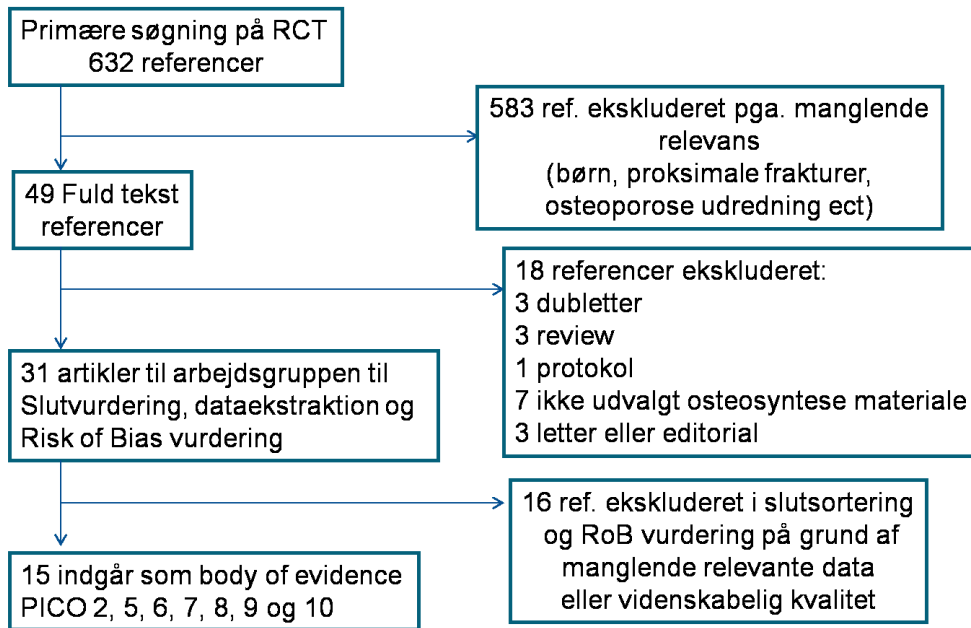 Primære søgning på RCT
632 referencer
583 ref. ekskluderet pga. manglende
relevans
(børn, proksimale frakturer,
osteoporose udredning ect)
49 Fuld tekst
referencer
18 referencer ekskluderet:
3 dubletter
3 review
1 protokol
7 ikke udvalgt osteosyntese materiale
3 letter eller editorial
31 artikler til arbejdsgruppen til
Slutvurdering, dataekstraktion og
Risk of Bias vurdering
16 ref. ekskluderet i slutsortering
og RoB vurdering på grund af
manglende relevante data
eller videnskabelig kvalitet
15 indgår som body of evidence
PICO 2, 5, 6, 7, 8, 9 og 10